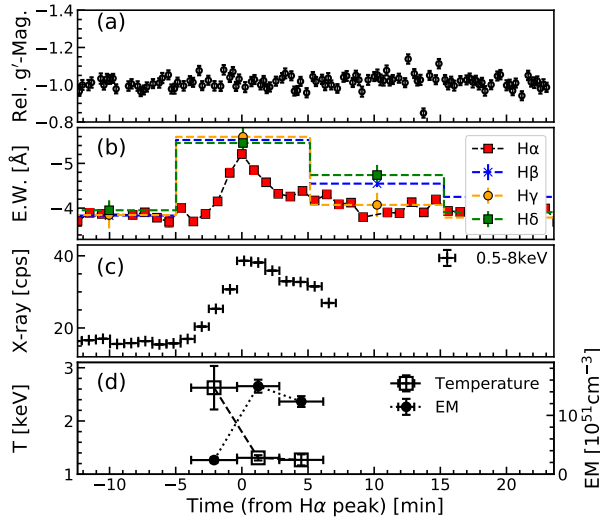 (a)
Rel. g′-Mag.
−1.4
−1.2
−1.0
−0.8
(b)
E.W. [Å]
−5
−4
Hα
Hβ
Hγ
Hδ
(c)
X-ray [cps]
40
20
0.5-8keV
(d)
T [keV]
3
2
1
Temperature
EM
EM [10⁵¹cm⁻³]
10
0
−10 −5 0 5 10 15 20
Time (from Hα peak) [min]